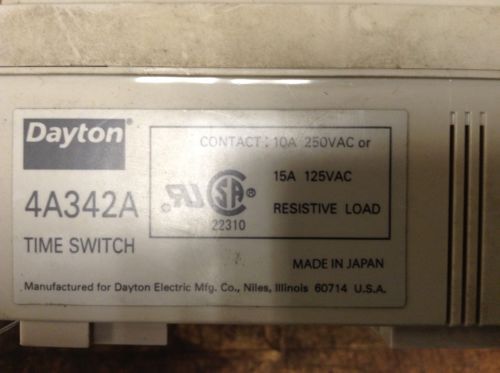 Dayton®
4A342A
TIME SWITCH
CONTACT: 10A 250VAC or
15A 125VAC
RESISTIVE LOAD
SA ®
22310
MADE IN JAPAN
Manufactured for Dayton Electric Mfg. Co., Niles, Illinois 60714 U.S.A.